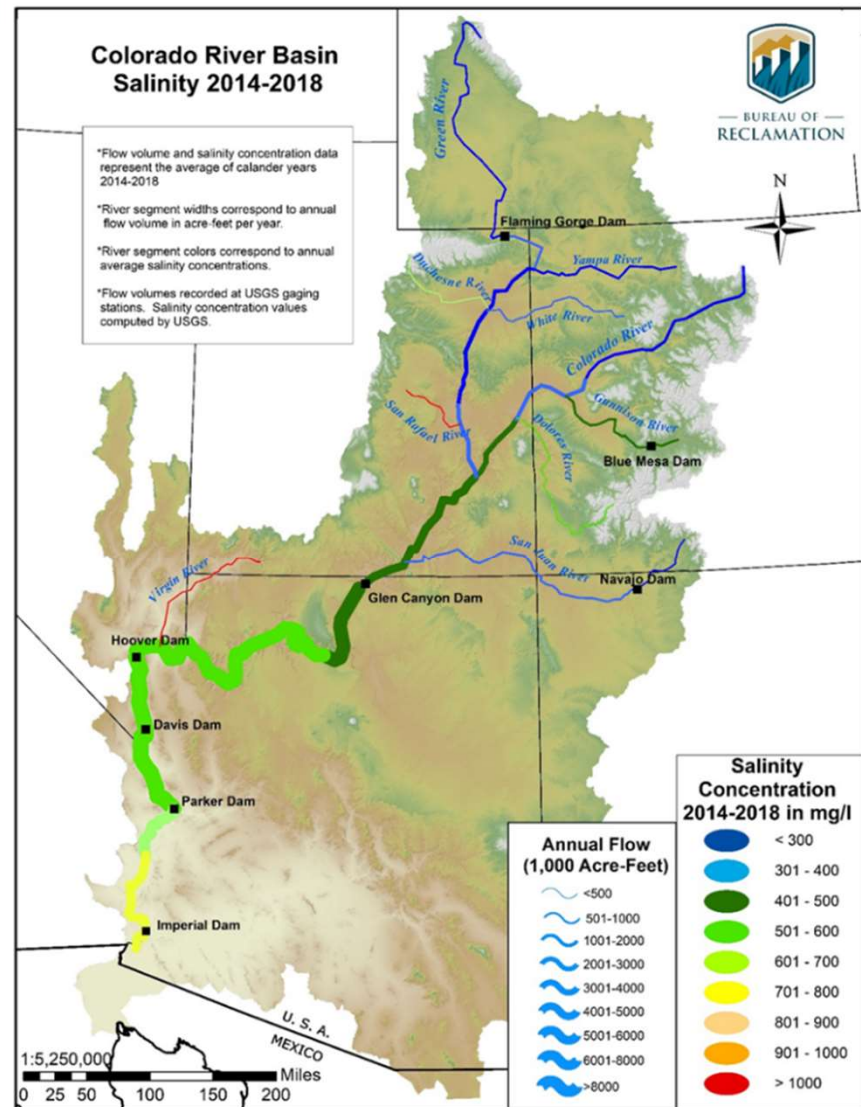 Colorado River Basin
Salinity 2014-2018
BUREAU OF
RECLAMATION
*Flow volume and salinity concentration data
represent the average of calander years
2014-2018
*River segment widths correspond to annual
flow volume in acre-feet per year.
*River segment colors correspond to annual
average salinity concentrations.
*Flow volumes recorded at USGS gaging
stations. Salinity concentration values
computed by USGS.
Green River
N
Flaming Gorge Dam
Yampa River
Duchesne River
White River
Colorado River
Gunnison River
San Rafael River
Dolores River
Blue Mesa Dam
San Juan River
Navajo Dam
Virgin River
Glen Canyon Dam
Hoover Dam
Davis Dam
Parker Dam
Imperial Dam
U. S. A.
MEXICO
1:5,250,000
Miles
0 25 50 100 150 200
Annual Flow
(1,000 Acre-Feet)
<500
501-1000
1001-2000
2001-3000
3001-4000
4001-5000
5001-6000
6001-8000
>8000
Salinity
Concentration
2014-2018 in mg/l
< 300
301 - 400
401 - 500
501 - 600
601 - 700
701 - 800
801 - 900
901 - 1000
> 1000